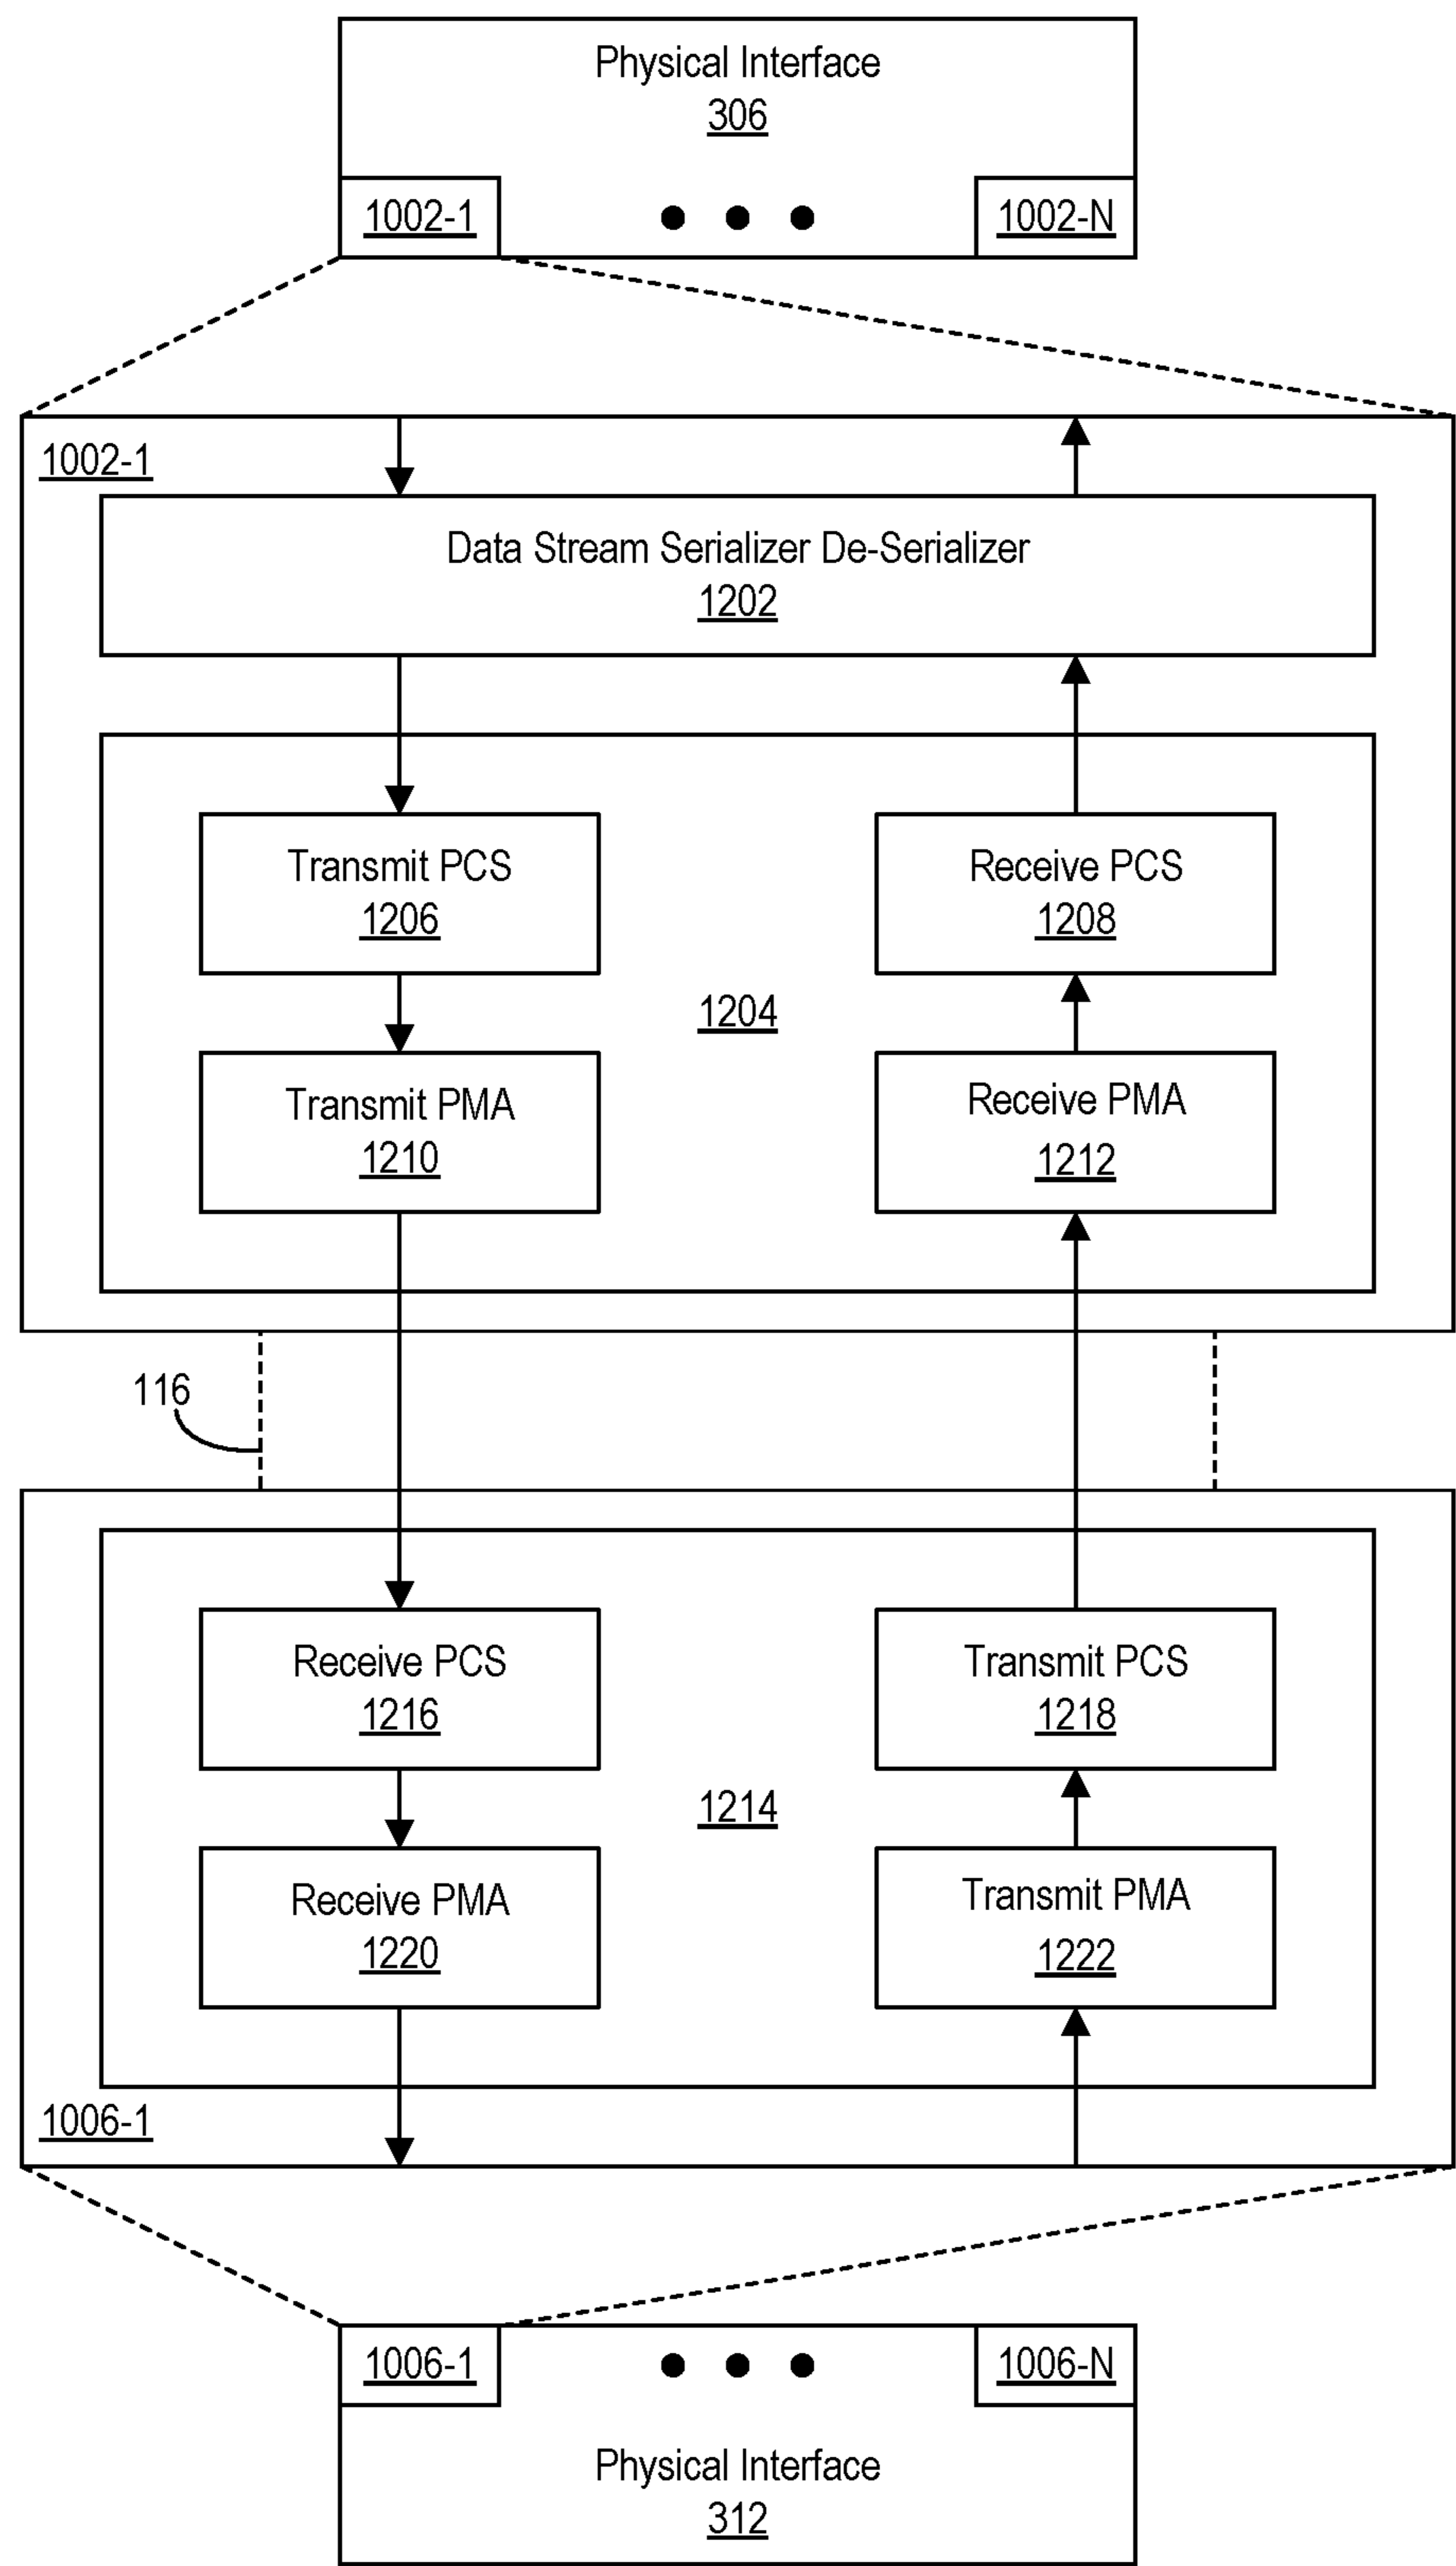 Physical Interface
306
1002-1
1002-N
1002-1
Data Stream Serializer De-Serializer
1202
Transmit PCS
1206
Receive PCS
1208
1204
Transmit PMA
1210
Receive PMA
1212
116
Receive PCS
1216
Transmit PCS
1218
1214
Receive PMA
1220
Transmit PMA
1222
1006-1
1006-1
1006-N
Physical Interface
312